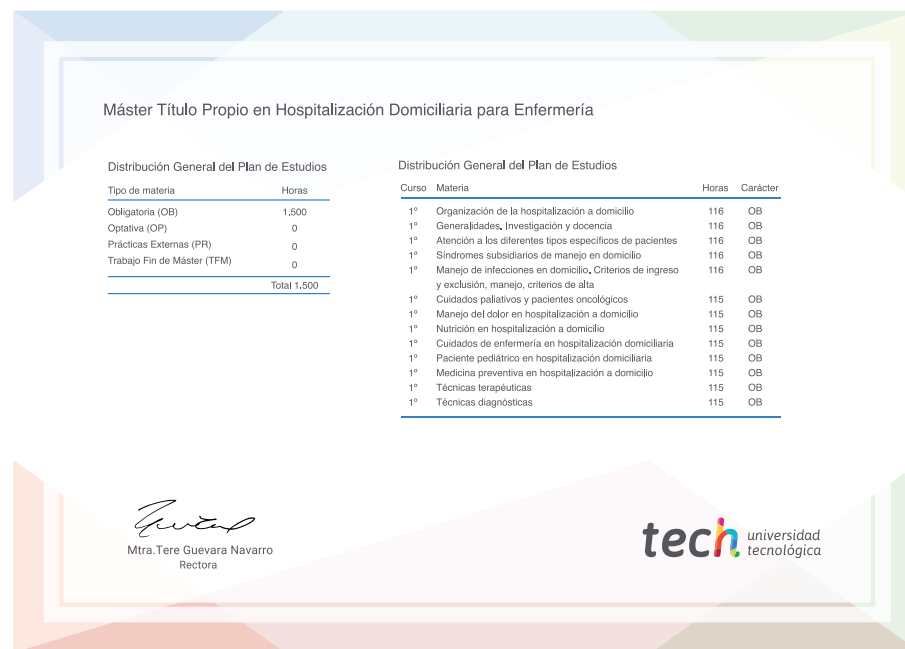 Máster Título Propio en Hospitalización Domiciliaria para Enfermería
Distribución General del Plan de Estudios
Tipo de materia Horas
Obligatoria (OB) 1.500
Optativa (OP) 0
Prácticas Externas (PR) 0
Trabajo Fin de Máster (TFM) 0
Total 1.500
Distribución General del Plan de Estudios
Curso Materia Horas Carácter
1º Organización de la hospitalización a domicilio 116 OB
1º Generalidades. Investigación y docencia 116 OB
1º Atención a los diferentes tipos específicos de pacientes 116 OB
1º Síndromes subsidiarios de manejo en domicilio 116 OB
1º Manejo de infecciones en domicilio. Criterios de ingreso 116 OB
y exclusión, manejo, criterios de alta
1º Cuidados paliativos y pacientes oncológicos 115 OB
1º Manejo del dolor en hospitalización a domicilio 115 OB
1º Nutrición en hospitalización a domicilio 115 OB
1º Cuidados de enfermería en hospitalización domiciliaria 115 OB
1º Paciente pediátrico en hospitalización domiciliaria 115 OB
1º Medicina preventiva en hospitalización a domicilio 115 OB
1º Técnicas terapéuticas 115 OB
1º Técnicas diagnósticas 115 OB
Mtra.Tere Guevara Navarro
Rectora
tech universidad
tecnológica